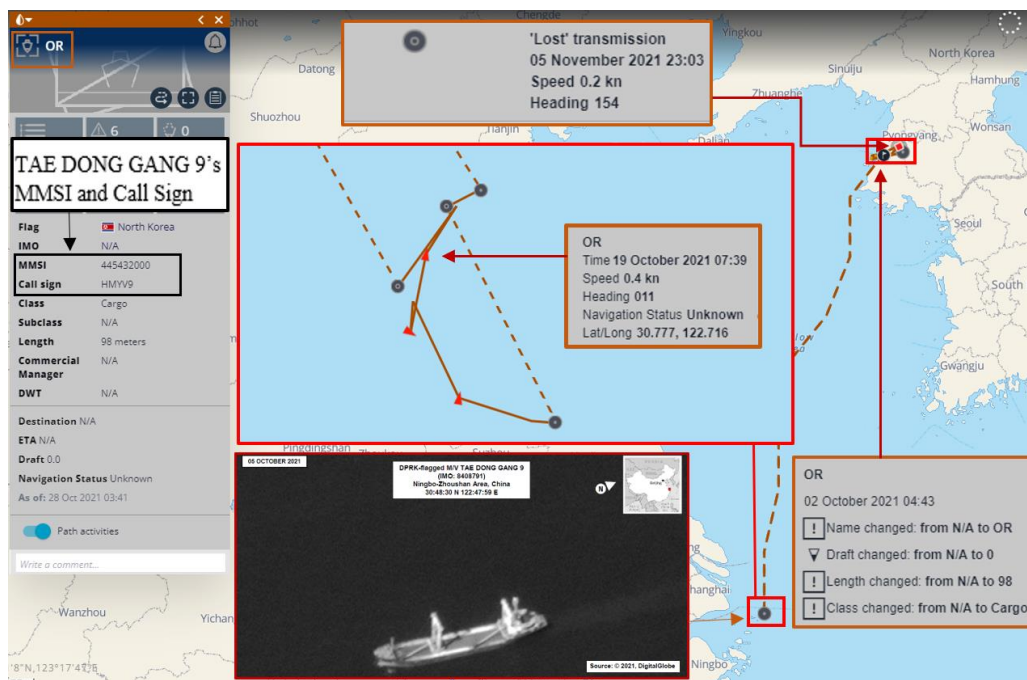 OR
6
0
TAE DONG GANG 9's
MMSI and Call Sign
Flag North Korea
IMO N/A
MMSI 445432000
Call sign HMYV9
Class Cargo
Subclass N/A
Length 98 meters
Commercial N/A
Manager
DWT N/A
Destination N/A
ETA N/A
Draft 0.0
Navigation Status Unknown
As of: 28 Oct 2021 03:41
Path activities
Write a comment...
'Lost' transmission
05 November 2021 23:03
Speed 0.2 kn
Heading 154
OR
Time 19 October 2021 07:39
Speed 0.4 kn
Heading 011
Navigation Status Unknown
Lat/Long 30.777, 122.716
05 OCTOBER 2021
DPRK-flagged M/V TAE DONG GANG 9
(IMO: 8408791)
Ningbo-Zhoushan Area, China
30:48:30 N 122:47:59 E
N
Source: © 2021, DigitalGlobe
OR
02 October 2021 04:43
! Name changed: from N/A to OR
Draft changed: from N/A to 0
! Length changed: from N/A to 98
! Class changed: from N/A to Cargo
Chengde
Yingkou
North Korea
Datong
Sinuiju
Hamhung
Zhuanghe
Shuozhou
Tianjin
Dalian
Pyongyang
Wonsan
Seoul
South
Gwangju
Pingdingshan
Suzhou
Wanzhou
Yichan
Ningbo
'8"N,123°17'41"E